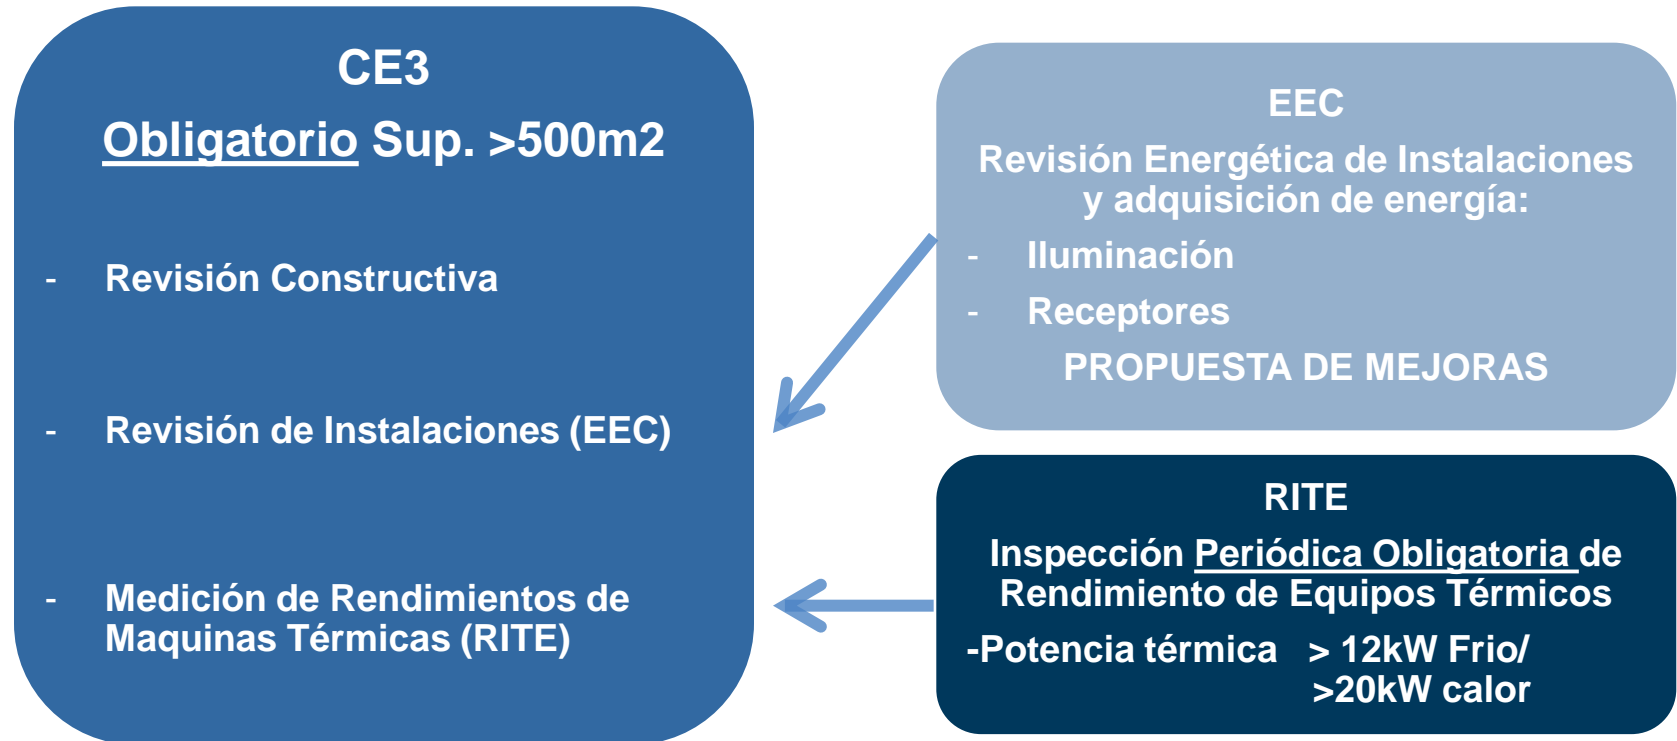 CE3
Obligatorio Sup. >500m2
- Revisión Constructiva
- Revisión de Instalaciones (EEC)
- Medición de Rendimientos de
Maquinas Térmicas (RITE)
EEC
Revisión Energética de Instalaciones
y adquisición de energía:
- Iluminación
- Receptores
PROPUESTA DE MEJORAS
RITE
Inspección Periódica Obligatoria de
Rendimiento de Equipos Térmicos
-Potencia térmica > 12kW Frio/
>20kW calor